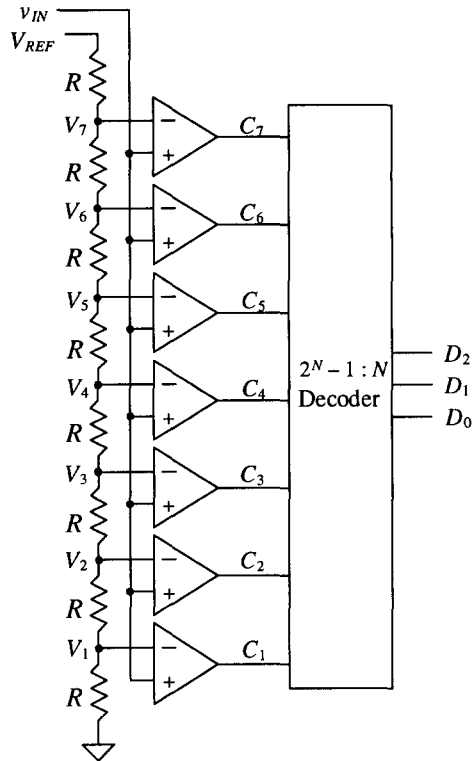 v_IN
V_REF
R
V_7
−
+
C_7
R
V_6
−
+
C_6
R
V_5
−
+
C_5
R
V_4
−
+
C_4
2^N − 1 : N
Decoder
D_2
D_1
D_0
R
V_3
−
+
C_3
R
V_2
−
+
C_2
R
V_1
−
+
C_1
R